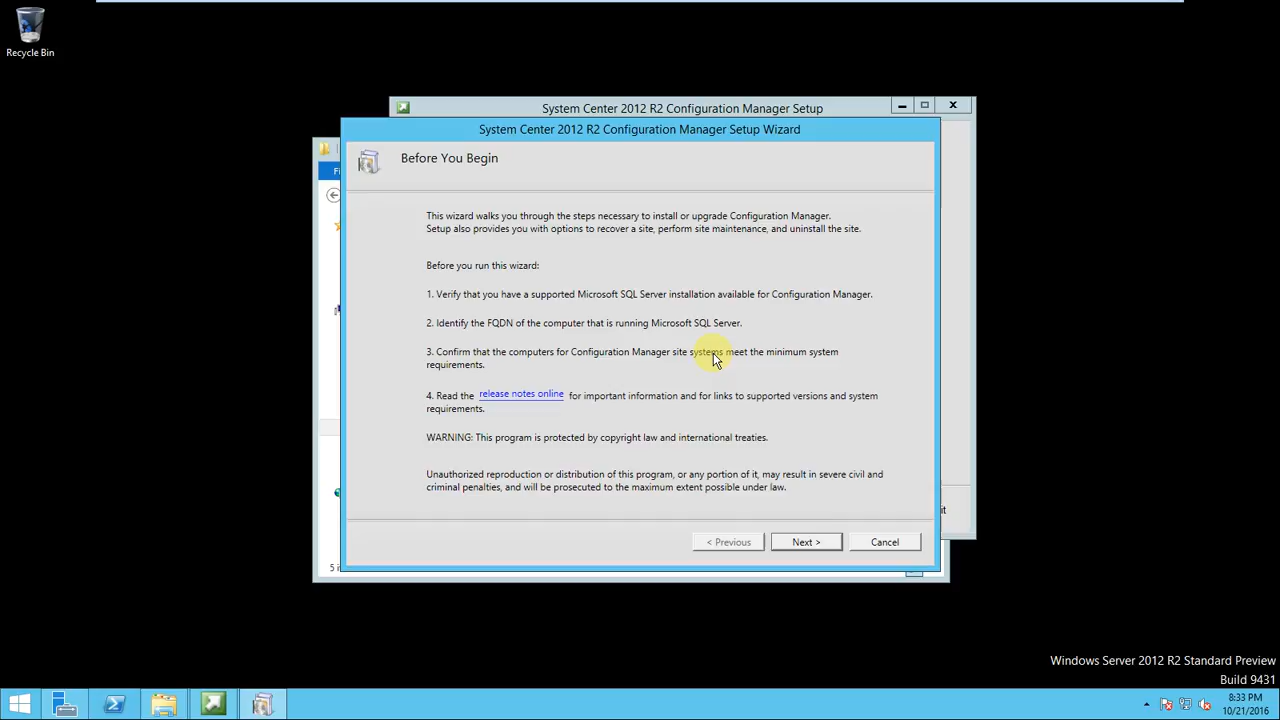 Recycle Bin
System Center 2012 R2 Configuration Manager Setup
System Center 2012 R2 Configuration Manager Setup Wizard
Before You Begin
This wizard walks you through the steps necessary to install or upgrade Configuration Manager.
Setup also provides you with options to recover a site, perform site maintenance, and uninstall the site.
Before you run this wizard:
1. Verify that you have a supported Microsoft SQL Server installation available for Configuration Manager.
2. Identify the FQDN of the computer that is running Microsoft SQL Server.
3. Confirm that the computers for Configuration Manager site systems meet the minimum system
requirements.
4. Read the release notes online for important information and for links to supported versions and system
requirements.
WARNING: This program is protected by copyright law and international treaties.
Unauthorized reproduction or distribution of this program, or any portion of it, may result in severe civil and
criminal penalties, and will be prosecuted to the maximum extent possible under law.
< Previous
Next >
Cancel
Windows Server 2012 R2 Standard Preview
Build 9431
8:33 PM
10/21/2016